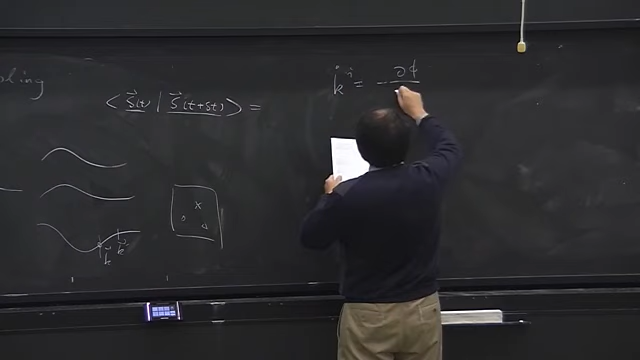 ⟨ S⃗(t) | S⃗(t+δt) ⟩ =
k̇ⁿ = - ∂φ
x
k k